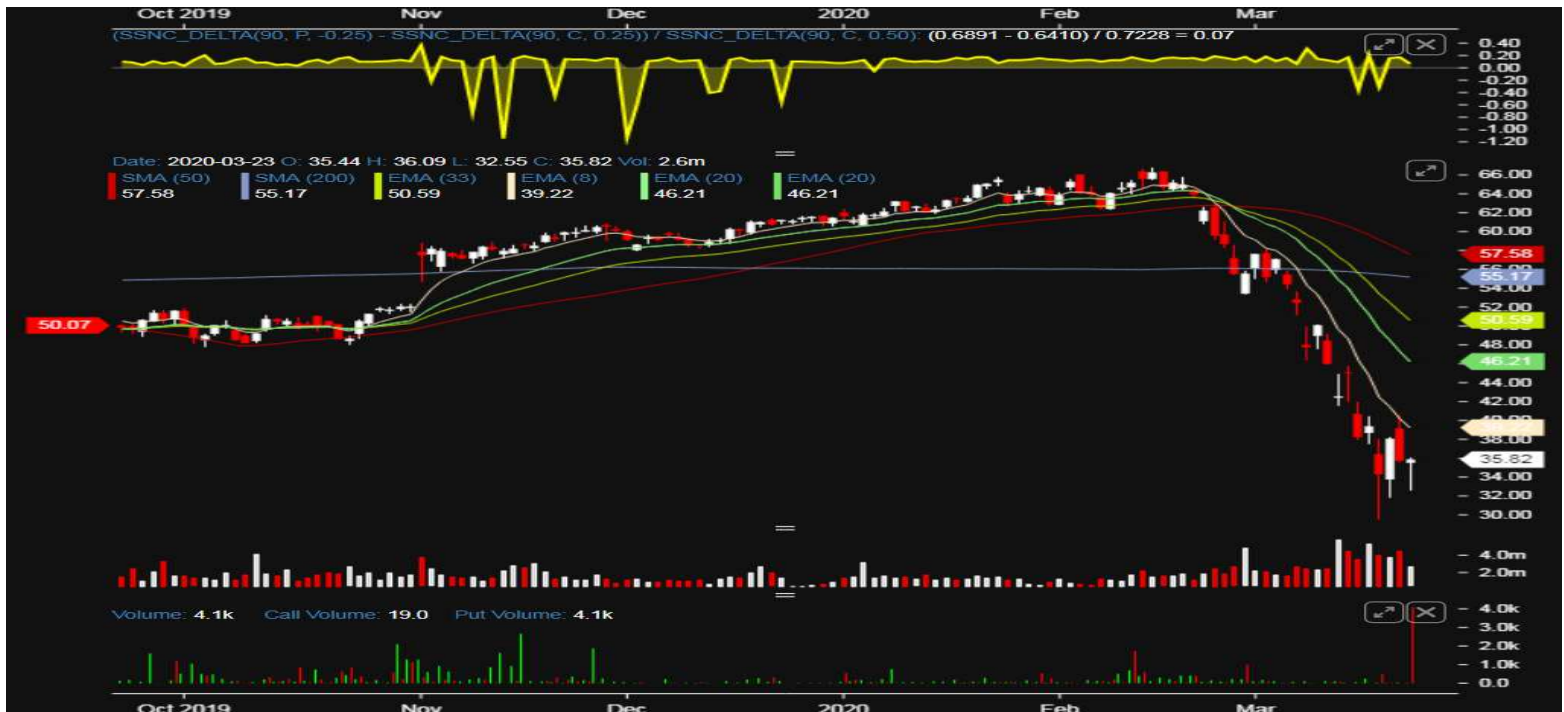 Oct 2019 Nov Dec 2020 Feb Mar
(SSNC_DELTA(90, P, -0.25) - SSNC_DELTA(90, C, 0.25)) / SSNC_DELTA(90, C, 0.50): (0.6891 - 0.6410) / 0.7228 = 0.07
0.40
0.20
0.00
-0.20
-0.40
-0.60
-0.80
-1.00
-1.20
Date: 2020-03-23 O: 35.44 H: 36.09 L: 32.55 C: 35.82 Vol: 2.6m
SMA (50) SMA (200) EMA (33) EMA (8) EMA (20) EMA (20)
57.58 55.17 50.59 39.22 46.21 46.21
66.00
64.00
62.00
60.00
57.58
55.17
54.00
52.00
50.59
50.07
48.00
46.21
44.00
42.00
38.00
35.82
34.00
32.00
30.00
4.0m
2.0m
Volume: 4.1k Call Volume: 19.0 Put Volume: 4.1k
4.0k
3.0k
2.0k
1.0k
0.0
Oct 2019 Nov Dec 2020 Feb Mar